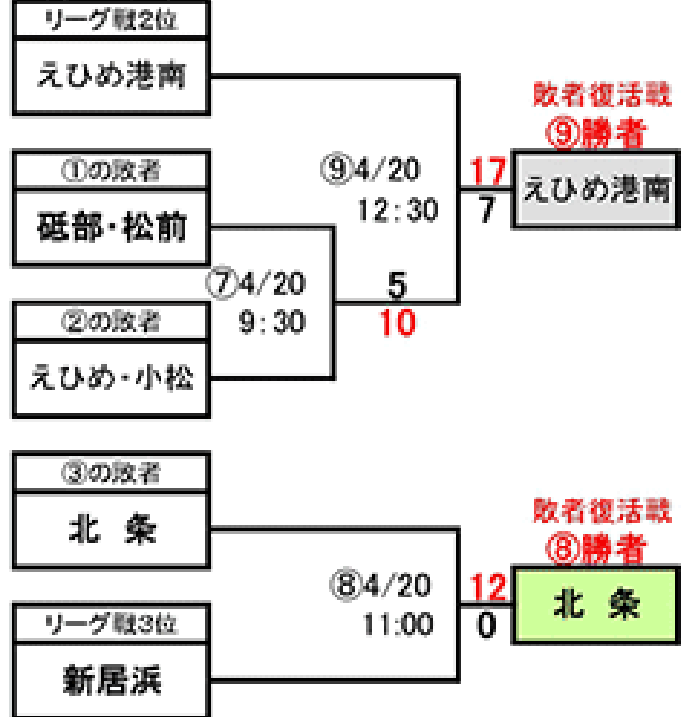 リーグ戦2位
えひめ港南
敗者復活戦
⑨勝者
①の敗者
⑨4/20
17
えひめ港南
砥部・松前
12:30
7
⑦4/20
5
②の敗者
9:30
10
えひめ・小松
③の敗者
北 条
敗者復活戦
⑧勝者
⑧4/20
12
北 条
リーグ戦3位
11:00
0
新居浜